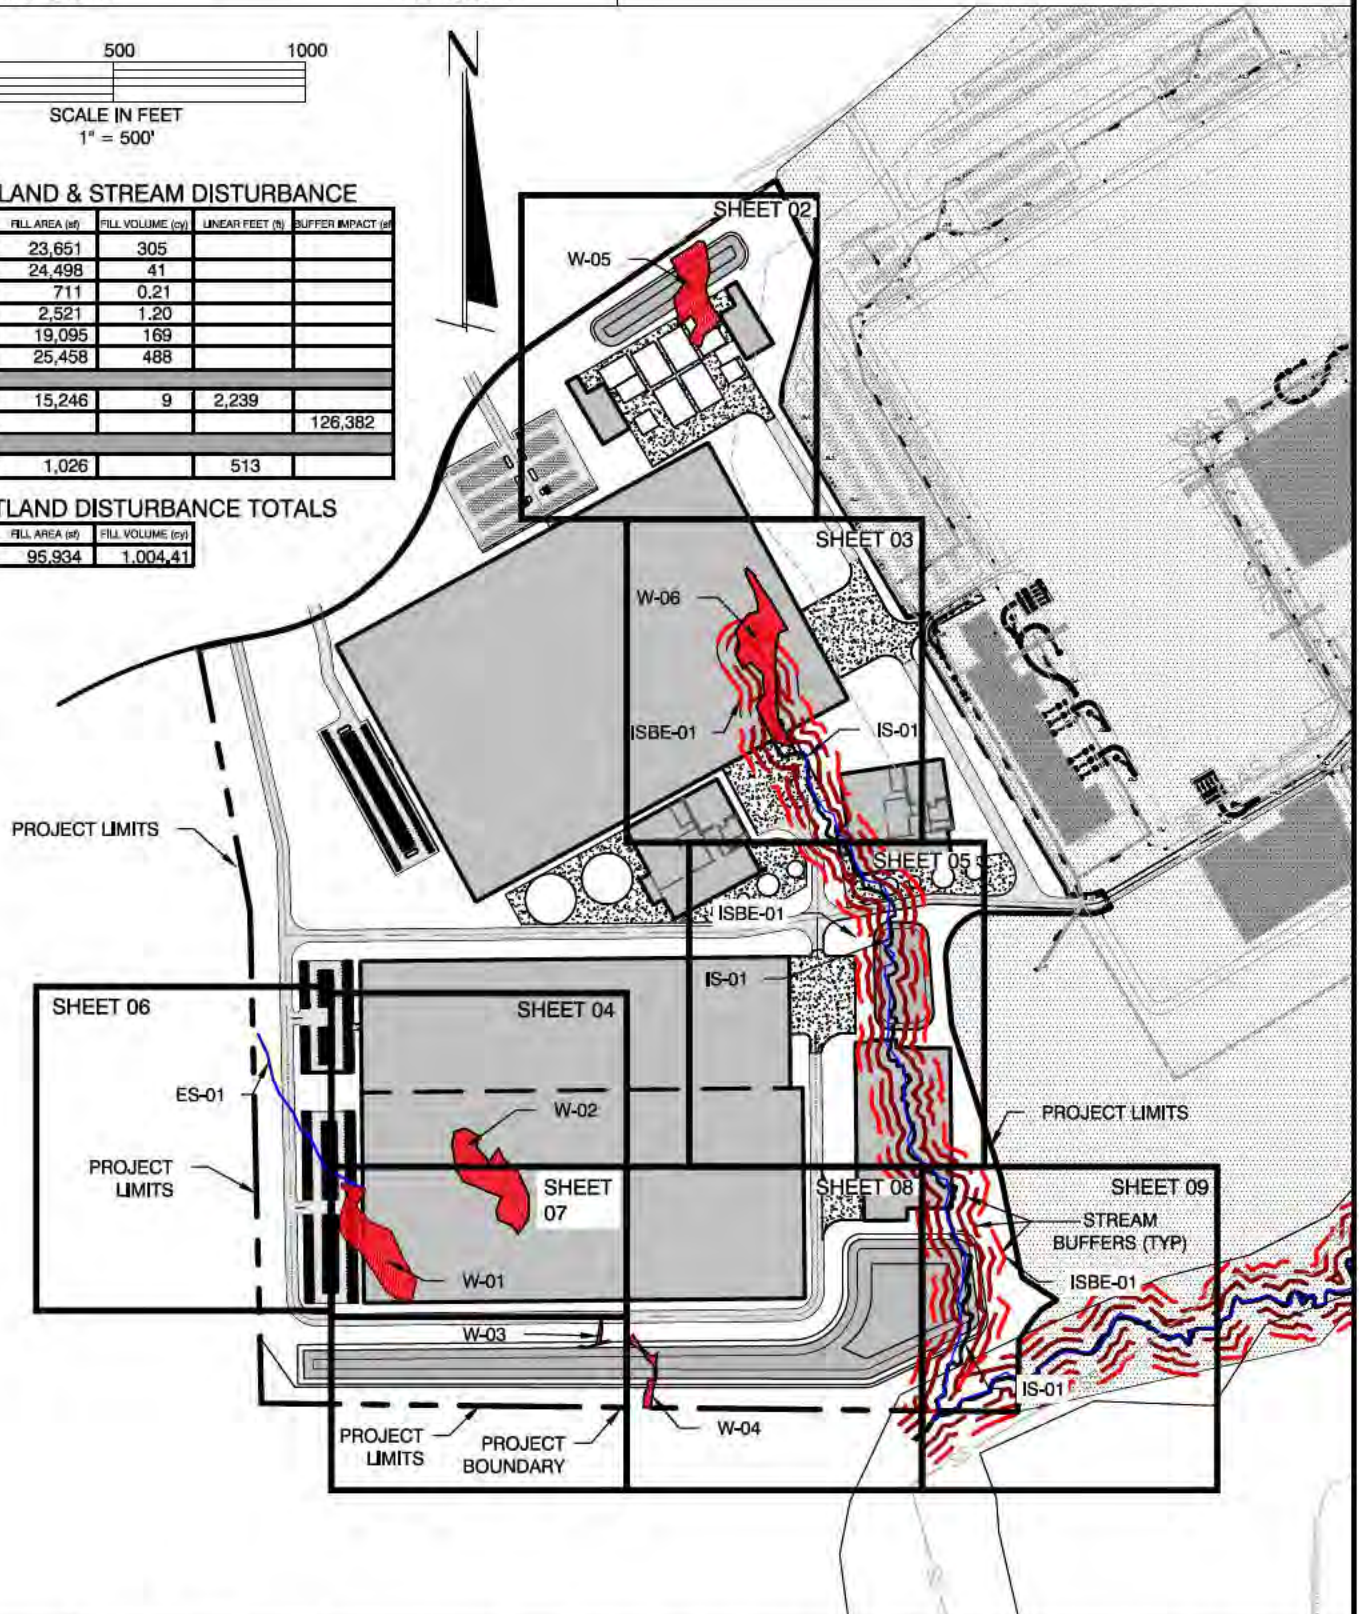 500 1000
SCALE IN FEET
1" = 500'
N
LAND & STREAM DISTURBANCE
FILL AREA (sf) FILL VOLUME (cy) LINEAR FEET (ft) BUFFER IMPACT (sf
23,651 305
24,498 41
711 0.21
2,521 1.20
19,095 169
25,458 488
15,246 9 2,239
126,382
1,026 513
TLAND DISTURBANCE TOTALS
FILL AREA (sf) FILL VOLUME (cy)
95,934 1,004.41
SHEET 02
W-05
SHEET 03
W-06
ISBE-01
IS-01
PROJECT LIMITS
SHEET 05
ISBE-01
IS-01
SHEET 06
SHEET 04
ES-01
W-02
PROJECT LIMITS
PROJECT
LIMITS
SHEET
07
SHEET 08
SHEET 09
STREAM
BUFFERS (TYP)
W-01
ISBE-01
W-03
IS-01
W-04
PROJECT
LIMITS
PROJECT
BOUNDARY